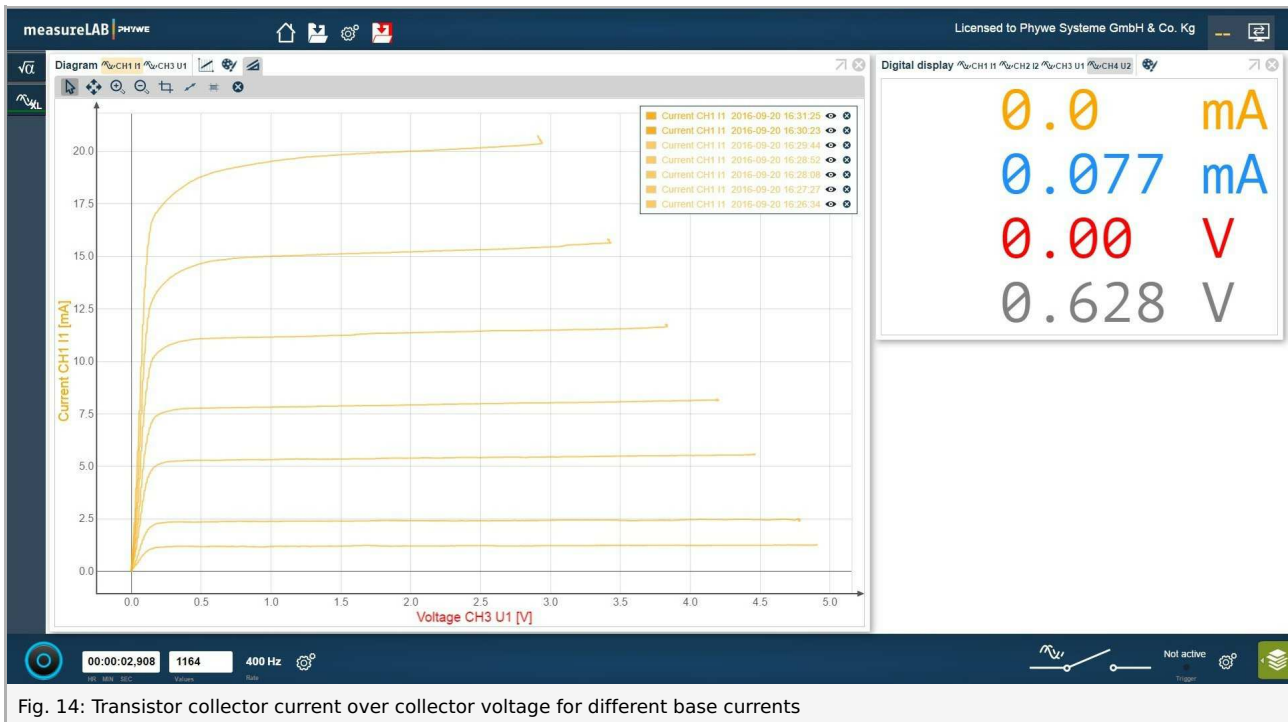 measureLAB PHYWE
Licensed to Phywe Systeme GmbH & Co. Kg
√α
XL
Diagram CH1 I1 CH3 U1
Current CH1 I1 2016-09-20 16:31:25
Current CH1 I1 2016-09-20 16:30:23
Current CH1 I1 2016-09-20 16:29:44
Current CH1 I1 2016-09-20 16:28:52
Current CH1 I1 2016-09-20 16:28:08
Current CH1 I1 2016-09-20 16:27:27
Current CH1 I1 2016-09-20 16:26:34
Current CH1 I1 [mA]
20.0
17.5
15.0
12.5
10.0
7.5
5.0
2.5
0.0
0.0 0.5 1.0 1.5 2.0 2.5 3.0 3.5 4.0 4.5 5.0
Voltage CH3 U1 [V]
Digital display CH1 I1 CH2 I2 CH3 U1 CH4 U2
0.0 mA
0.077 mA
0.00 V
0.628 V
00:00:02,908 1164 400 Hz
HR MIN SEC Values Rate
Not active
Trigger
Fig. 14: Transistor collector current over collector voltage for different base currents